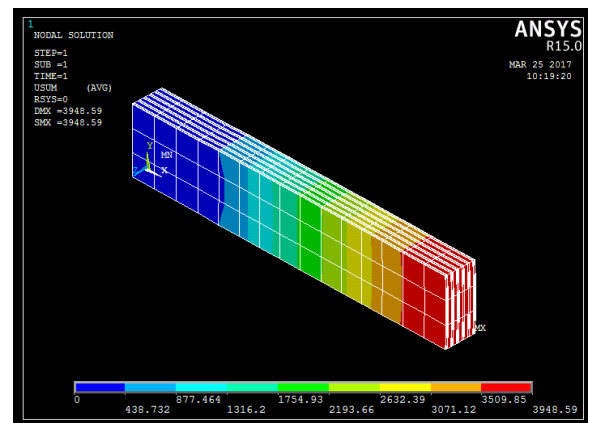 1
NODAL SOLUTION
ANSYS
R15.0
STEP=1
SUB =1
TIME=1
USUM (AVG)
RSYS=0
DMX =3948.59
SMX =3948.59
MAR 25 2017
10:19:20
Y
MN
Z
X
MX
0 877.464 1754.93 2632.39 3509.85
438.732 1316.2 2193.66 3071.12 3948.59